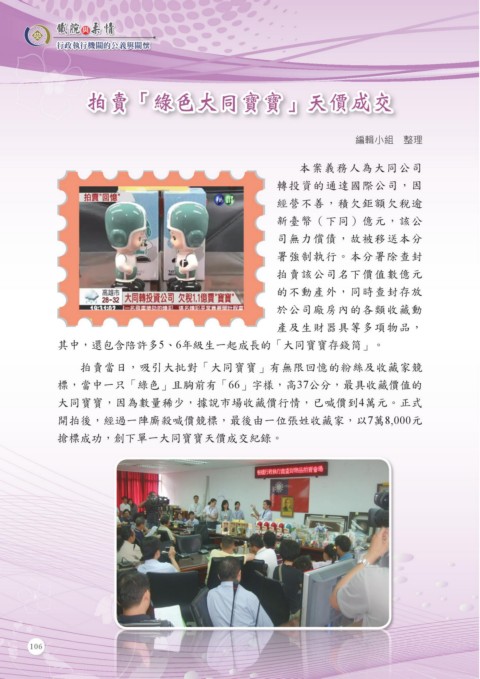 鐵腕與柔情
行政執行機關的公義與關懷
拍賣「綠色大同寶寶」天價成交
編輯小組 整理
本案義務人為大同公司
轉投資的通達國際公司，因
經營不善，積欠鉅額欠稅逾
新臺幣（下同）億元，該公
司無力償債，故被移送本分
署強制執行。本分署除查封
拍賣該公司名下價值數億元
的不動產外，同時查封存放
於公司廠房內的各類收藏動
產及生財器具等多項物品，
拍賣"回憶"
華視
高雄市
26-32
大同轉投資公司 欠稅1.1億賣"寶寶"
其中，還包含陪許多5、6年級生一起成長的「大同寶寶存錢筒」。
拍賣當日，吸引大批對「大同寶寶」有無限回憶的粉絲及收藏家競
標，當中一只「綠色」且胸前有「66」字樣，高37公分，最具收藏價值的
大同寶寶，因為數量稀少，據說市場收藏價行情，已喊價到4萬元。正式
開拍後，經過一陣廝殺喊價競標，最後由一位張姓收藏家，以7萬8,000元
搶標成功，創下單一大同寶寶天價成交紀錄。
106